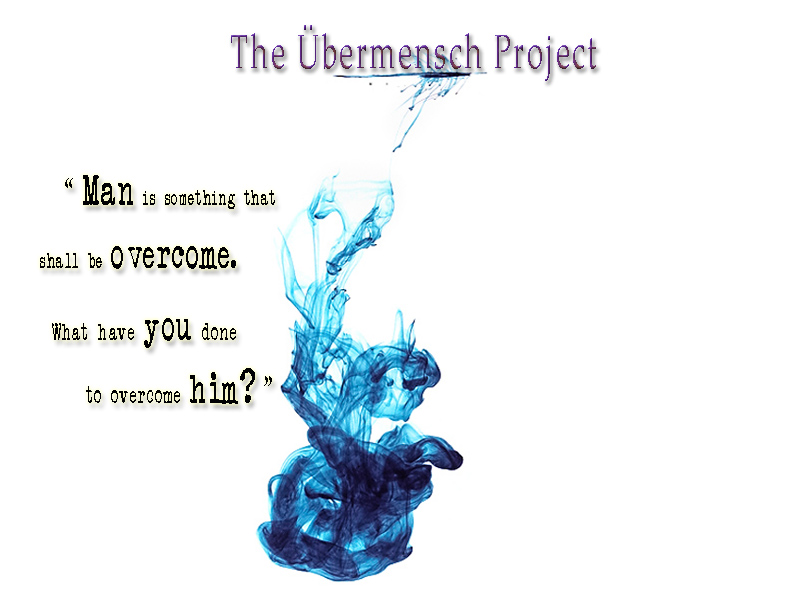 The Übermensch Project
“ Man is something that
shall be overcome.
What have you done
to overcome him? ”